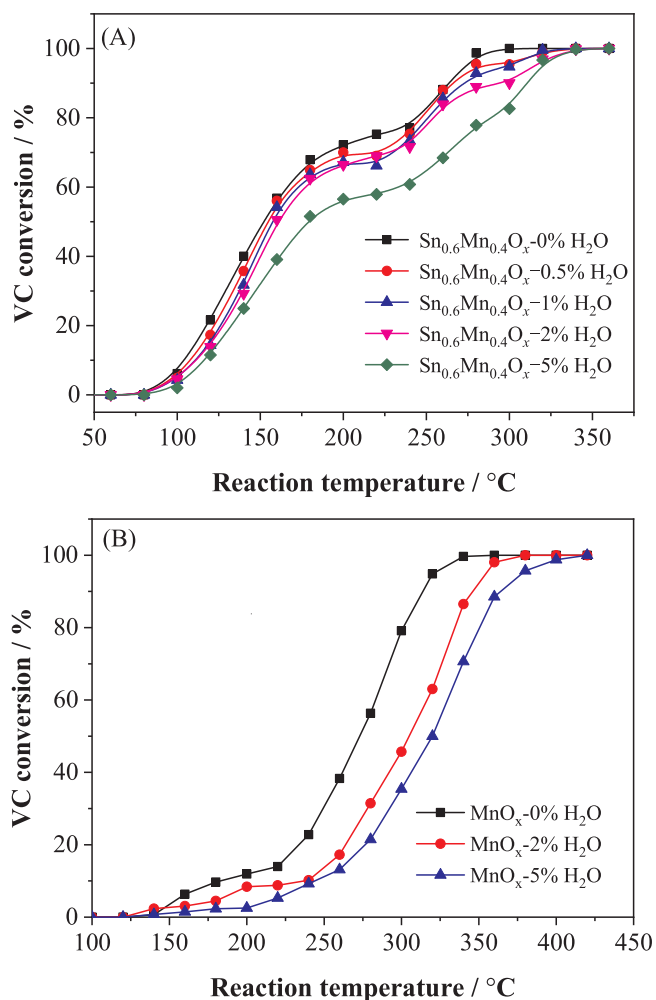 (A)
VC conversion / %
100
80
60
40
20
0
Sn0.6Mn0.4Ox-0% H2O
Sn0.6Mn0.4Ox−0.5% H2O
Sn0.6Mn0.4Ox−1% H2O
Sn0.6Mn0.4Ox−2% H2O
Sn0.6Mn0.4Ox−5% H2O
50 100 150 200 250 300 350
Reaction temperature / °C
(B)
VC conversion / %
100
80
60
40
20
0
MnOx-0% H2O
MnOx-2% H2O
MnOx-5% H2O
100 150 200 250 300 350 400 450
Reaction temperature / °C